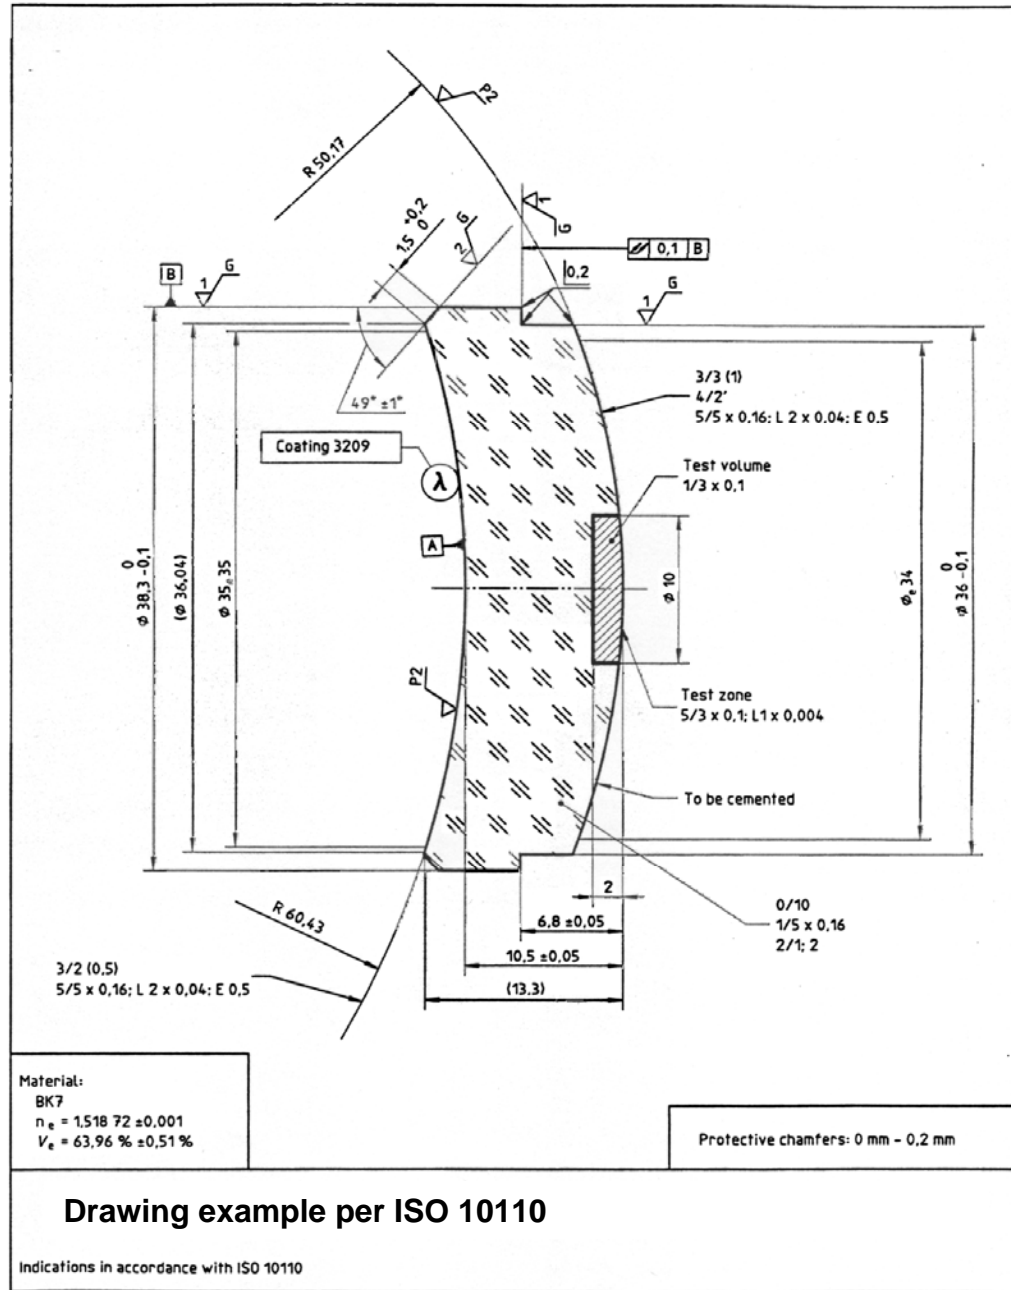 R 50,17
P2
1,5 +0,2 0
2 G
1 G
0,1 B
0,2
B
1 G
1 G
49° ±1°
3/3 (1)
4/2'
5/5 x 0.16; L 2 x 0.04; E 0.5
Coating 3209
λ
Test volume
1/3 x 0,1
A
ø 38,3 0 -0,1
(ø 36,04)
ø 35
35
ø 10
øe 34
ø 36 0 -0,1
P2
Test zone
5/3 x 0,1; L1 x 0,004
To be cemented
2
0/10
1/5 x 0,16
2/1; 2
6,8 ±0,05
10,5 ±0,05
(13.3)
R 60,43
3/2 (0,5)
5/5 x 0,16; L 2 x 0,04; E 0,5
Material:
BK7
n e = 1,518 72 ±0,001
Ve = 63,96 % ±0,51 %
Protective chamfers: 0 mm - 0,2 mm
Drawing example per ISO 10110
Indications in accordance with ISO 10110